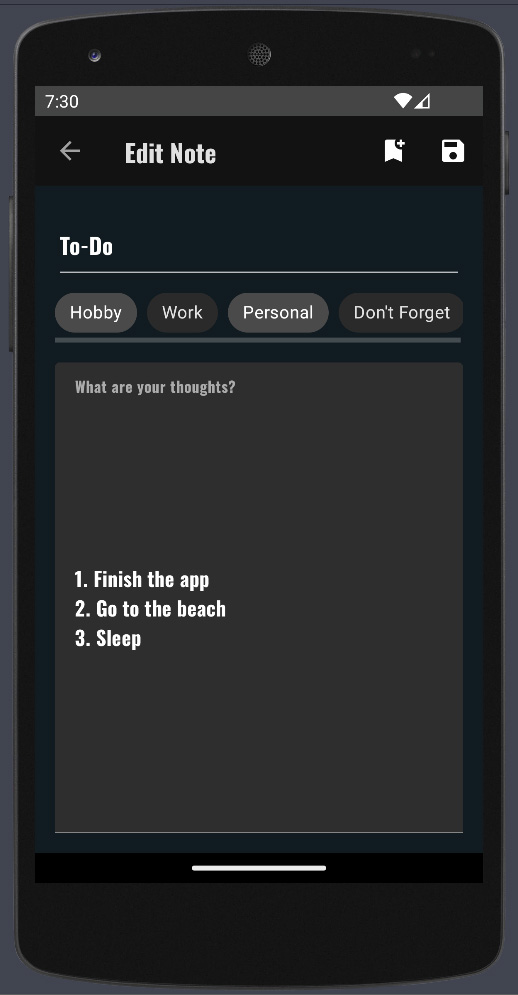 7:30
Edit Note
To-Do
Hobby Work Personal Don't Forget
What are your thoughts?
1. Finish the app
2. Go to the beach
3. Sleep